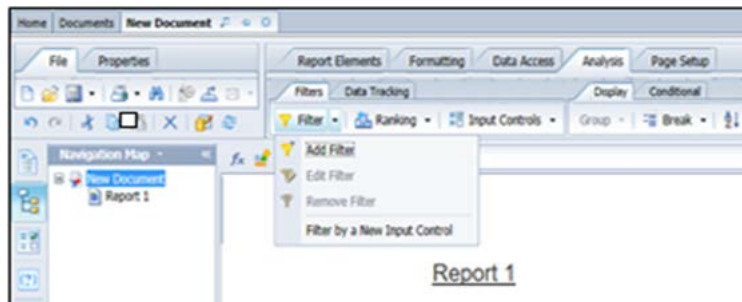 Home Documents New Document
File Properties Report Elements Formatting Data Access Analysis Page Setup
Filters Data Tracking Display Conditional
Filter Ranking Input Controls Group Break
Navigation Map
Add Filter
New Document
Edit Filter
Report 1
Remove Filter
Filter by a New Input Control
Report 1